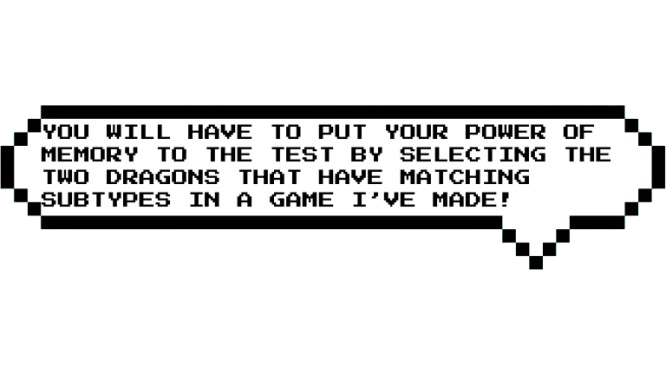 YOU WILL HAVE TO PUT YOUR POWER OF
MEMORY TO THE TEST BY SELECTING THE
TWO DRAGONS THAT HAVE MATCHING
SUBTYPES IN A GAME I'VE MADE!